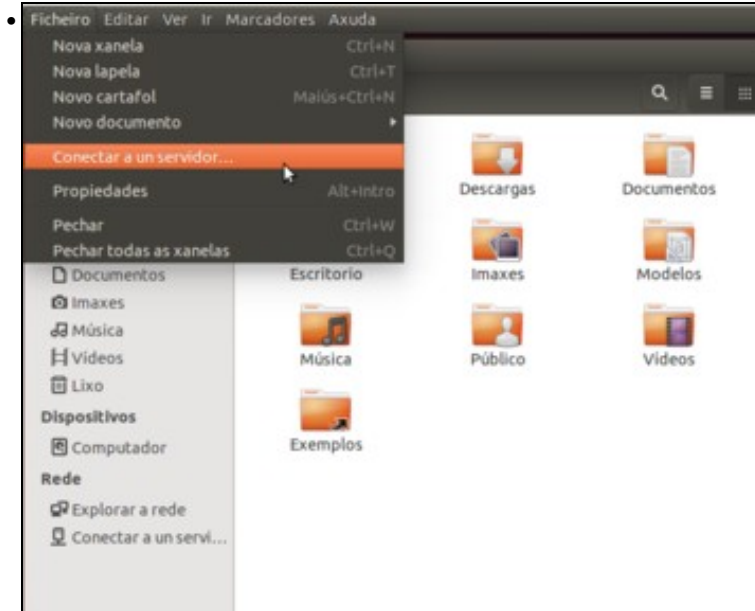 Ficheiro Editar Ver Ir Marcadores Axuda
Nova xanela Ctrl+N
Nova lapela Ctrl+T
Novo cartafol Maiús+Ctrl+N
Novo documento
Conectar a un servidor...
Propiedades Alt+Intro
Pechar Ctrl+W
Pechar todas as xanelas Ctrl+Q
Descargas Documentos
Documentos
Imaxes
Música
Vídeos
Lixo
Dispositivos
Computador
Rede
Explorar a rede
Conectar a un servi...
Escritorio Imaxes Modelos
Música Público Vídeos
Exemplos